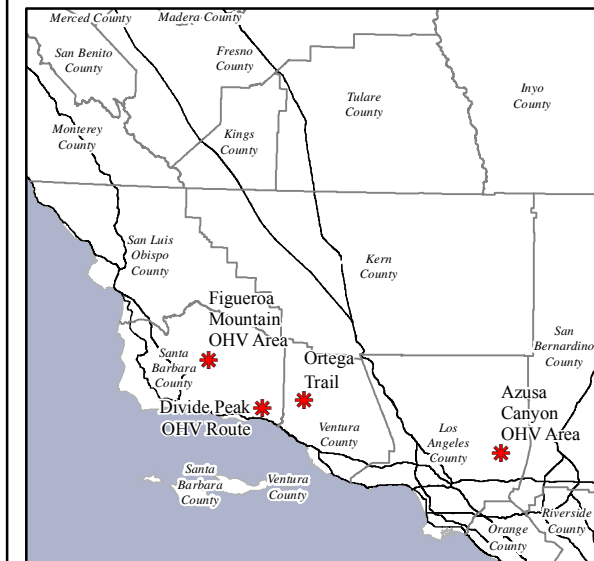 Merced County
Madera County
San Benito
County
Fresno
County
Tulare
County
Inyo
County
Monterey
County
Kings
County
San Luis
Obispo
County
Kern
County
Figueroa
Mountain
OHV Area
San
Bernardino
County
Santa
Barbara
County
Ortega
Trail
Azusa
Canyon
OHV Area
Divide Peak
OHV Route
Ventura
County
Los
Angeles
County
Santa
Barbara
County
Ventura
County
Riverside
County
Orange
County